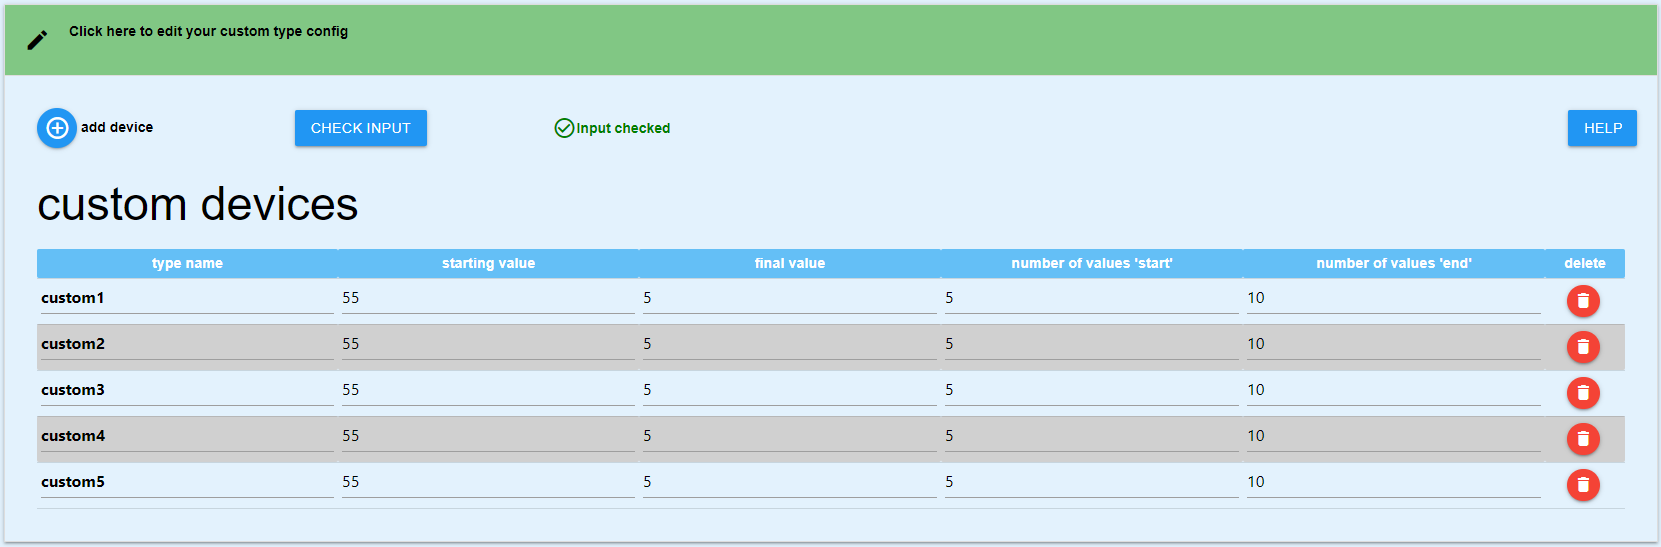 Click here to edit your custom type config
add device
CHECK INPUT
Input checked
HELP
custom devices
type name starting value final value number of values 'start' number of values 'end' delete
custom1 55 5 5 10
custom2 55 5 5 10
custom3 55 5 5 10
custom4 55 5 5 10
custom5 55 5 5 10